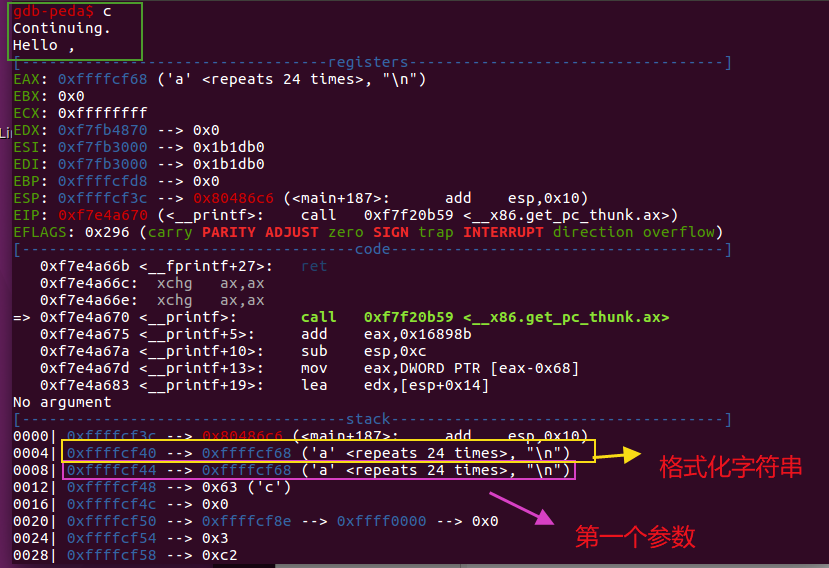 gdb-peda$ c
Continuing.
Hello ,
[----------------------------------registers-----------------------------------]
EAX: 0xffffcf68 ('a' <repeats 24 times>, "\n")
EBX: 0x0
ECX: 0xffffffff
EDX: 0xf7fb4870 --> 0x0
ESI: 0xf7fb3000 --> 0x1b1db0
EDI: 0xf7fb3000 --> 0x1b1db0
EBP: 0xffffcfd8 --> 0x0
ESP: 0xffffcf3c --> 0x80486c6 (<main+187>: add esp,0x10)
EIP: 0xf7e4a670 (<__printf>: call 0xf7f20b59 <__x86.get_pc_thunk.ax>)
EFLAGS: 0x296 (carry PARITY ADJUST zero SIGN trap INTERRUPT direction overflow)
[-------------------------------------code-------------------------------------]
0xf7e4a66b <__fprintf+27>: ret
0xf7e4a66c: xchg ax,ax
0xf7e4a66e: xchg ax,ax
=> 0xf7e4a670 <__printf>: call 0xf7f20b59 <__x86.get_pc_thunk.ax>
0xf7e4a675 <__printf+5>: add eax,0x16898b
0xf7e4a67a <__printf+10>: sub esp,0xc
0xf7e4a67d <__printf+13>: mov eax,DWORD PTR [eax-0x68]
0xf7e4a683 <__printf+19>: lea edx,[esp+0x14]
No argument
[------------------------------------stack-------------------------------------]
0000| 0xffffcf3c --> 0x80486c6 (<main+187>: add esp,0x10)
0004| 0xffffcf40 --> 0xffffcf68 ('a' <repeats 24 times>, "\n")
0008| 0xffffcf44 --> 0xffffcf68 ('a' <repeats 24 times>, "\n")
格式化字符串
0012| 0xffffcf48 --> 0x63 ('c')
0016| 0xffffcf4c --> 0x0
0020| 0xffffcf50 --> 0xffffcf8e --> 0xffff0000 --> 0x0
0024| 0xffffcf54 --> 0x3
第一个参数
0028| 0xffffcf58 --> 0xc2